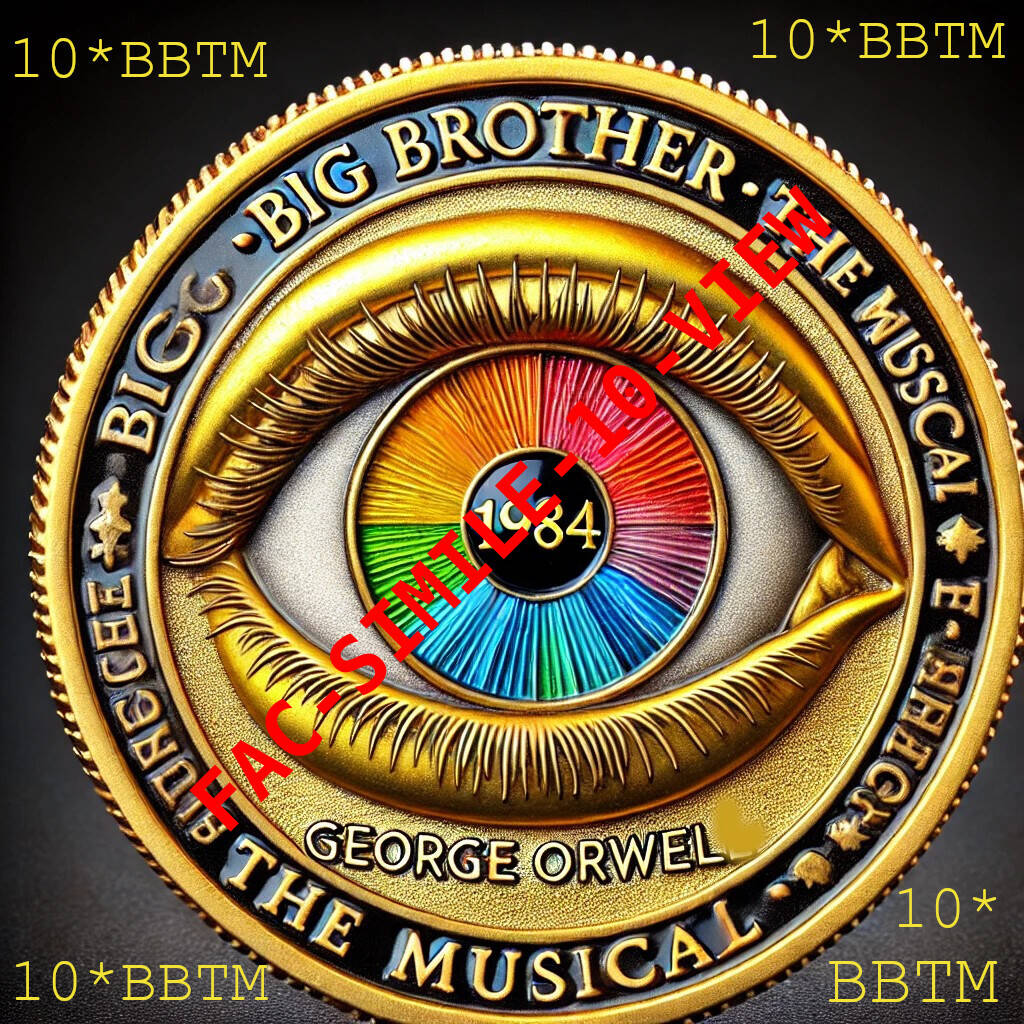 10*BBTM
10*BBTM
BIG BROTHER · THE MUSSCAL
BIG
FAC-SIMILE-10-VIEW
1984
GEORGE ORWEL
THE MUSICAL
10*BBTM
10*
BBTM